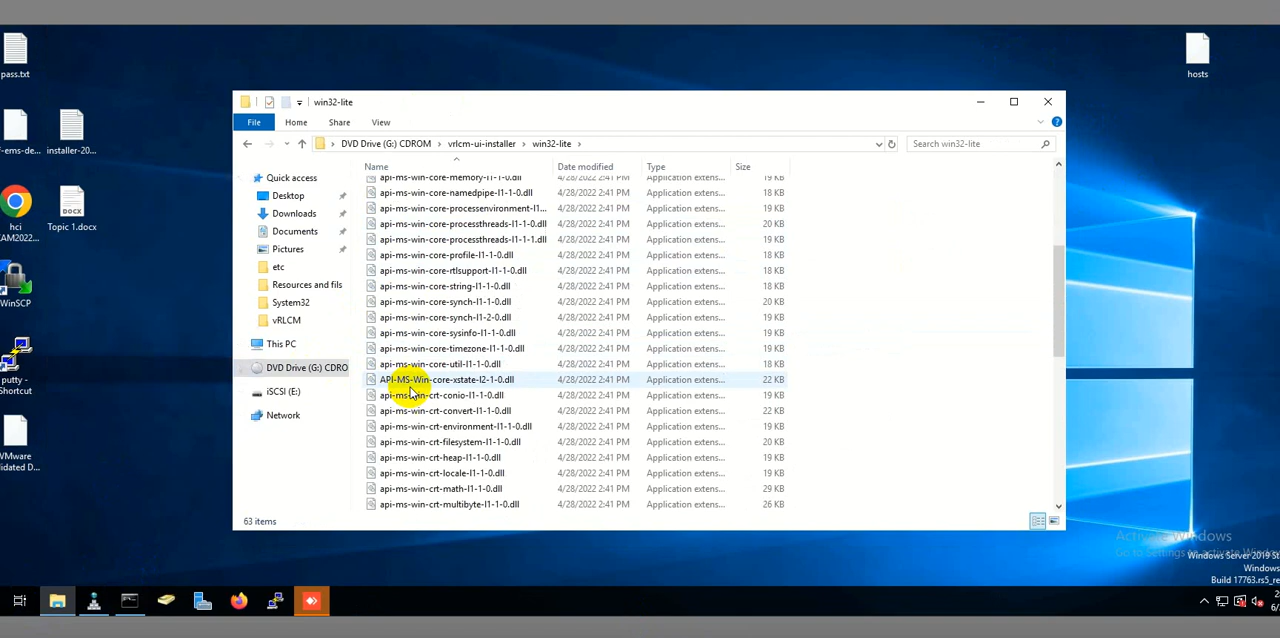 pass.txt
hosts
win32-lite
File Home Share View
DVD Drive (G:) CDROM vrlcm-ui-installer win32-lite
Search win32-lite
Name Date modified Type Size
api-ms-win-core-memory-l1-1-0.dll 4/28/2022 2:41 PM Application extens... 19 KB
api-ms-win-core-namedpipe-l1-1-0.dll 4/28/2022 2:41 PM Application extens... 18 KB
api-ms-win-core-processenvironment-l1... 4/28/2022 2:41 PM Application extens... 19 KB
api-ms-win-core-processthreads-l1-1-0.dll 4/28/2022 2:41 PM Application extens... 20 KB
api-ms-win-core-processthreads-l1-1-1.dll 4/28/2022 2:41 PM Application extens... 19 KB
api-ms-win-core-profile-l1-1-0.dll 4/28/2022 2:41 PM Application extens... 18 KB
api-ms-win-core-rtlsupport-l1-1-0.dll 4/28/2022 2:41 PM Application extens... 18 KB
api-ms-win-core-string-l1-1-0.dll 4/28/2022 2:41 PM Application extens... 18 KB
api-ms-win-core-synch-l1-1-0.dll 4/28/2022 2:41 PM Application extens... 20 KB
api-ms-win-core-synch-l1-2-0.dll 4/28/2022 2:41 PM Application extens... 19 KB
api-ms-win-core-sysinfo-l1-1-0.dll 4/28/2022 2:41 PM Application extens... 19 KB
api-ms-win-core-timezone-l1-1-0.dll 4/28/2022 2:41 PM Application extens... 19 KB
api-ms-win-core-util-l1-1-0.dll 4/28/2022 2:41 PM Application extens... 18 KB
API-MS-Win-core-xstate-l2-1-0.dll 4/28/2022 2:41 PM Application extens... 22 KB
api-ms-win-crt-conio-l1-1-0.dll 4/28/2022 2:41 PM Application extens... 19 KB
api-ms-win-crt-convert-l1-1-0.dll 4/28/2022 2:41 PM Application extens... 22 KB
api-ms-win-crt-environment-l1-1-0.dll 4/28/2022 2:41 PM Application extens... 19 KB
api-ms-win-crt-filesystem-l1-1-0.dll 4/28/2022 2:41 PM Application extens... 20 KB
api-ms-win-crt-heap-l1-1-0.dll 4/28/2022 2:41 PM Application extens... 19 KB
api-ms-win-crt-locale-l1-1-0.dll 4/28/2022 2:41 PM Application extens... 19 KB
api-ms-win-crt-math-l1-1-0.dll 4/28/2022 2:41 PM Application extens... 29 KB
api-ms-win-crt-multibyte-l1-1-0.dll 4/28/2022 2:41 PM Application extens... 26 KB
Quick access
Desktop
Downloads
Documents
Pictures
etc
Resources and fils
System32
vRLCM
This PC
DVD Drive (G:) CDRO
iSCSI (E:)
Network
63 items
-ems-de...
installer-20...
hci
EAM2022...
DOCX
Topic 1.docx
WinSCP
putty -
Shortcut
VMware
lidated D...
Activate Windows
Go to Settings to activate Window
Windows Server 2019 St
Windows
Build 17763.rs5_re